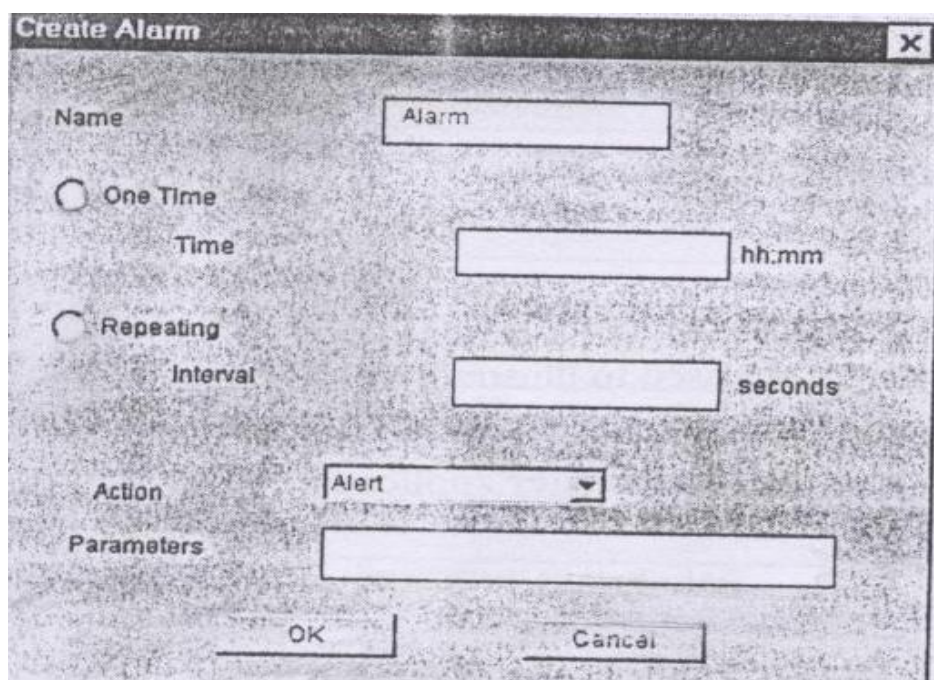 Create Alarm
Name Alarm
One Time
Time hh:mm
Repeating
Interval seconds
Action Alert
Parameters
OK Cancel